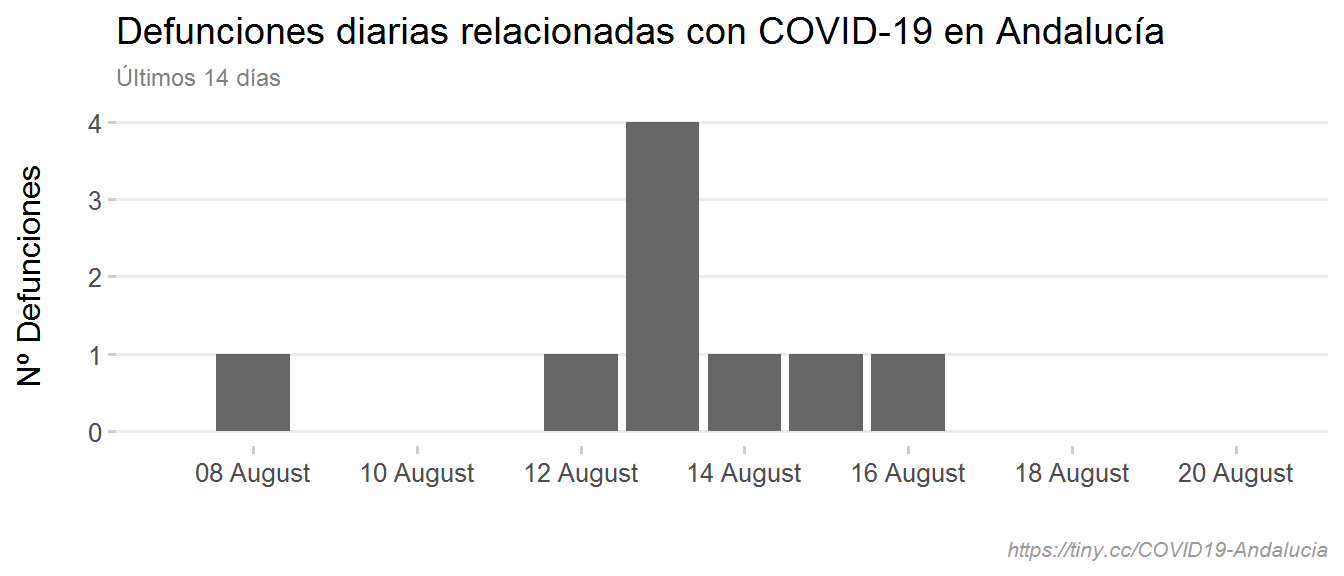 Defunciones diarias relacionadas con COVID-19 en Andalucía
Últimos 14 días
Nº Defunciones
4
3
2
1
0
08 August 10 August 12 August 14 August 16 August 18 August 20 August
https://tiny.cc/COVID19-Andalucia